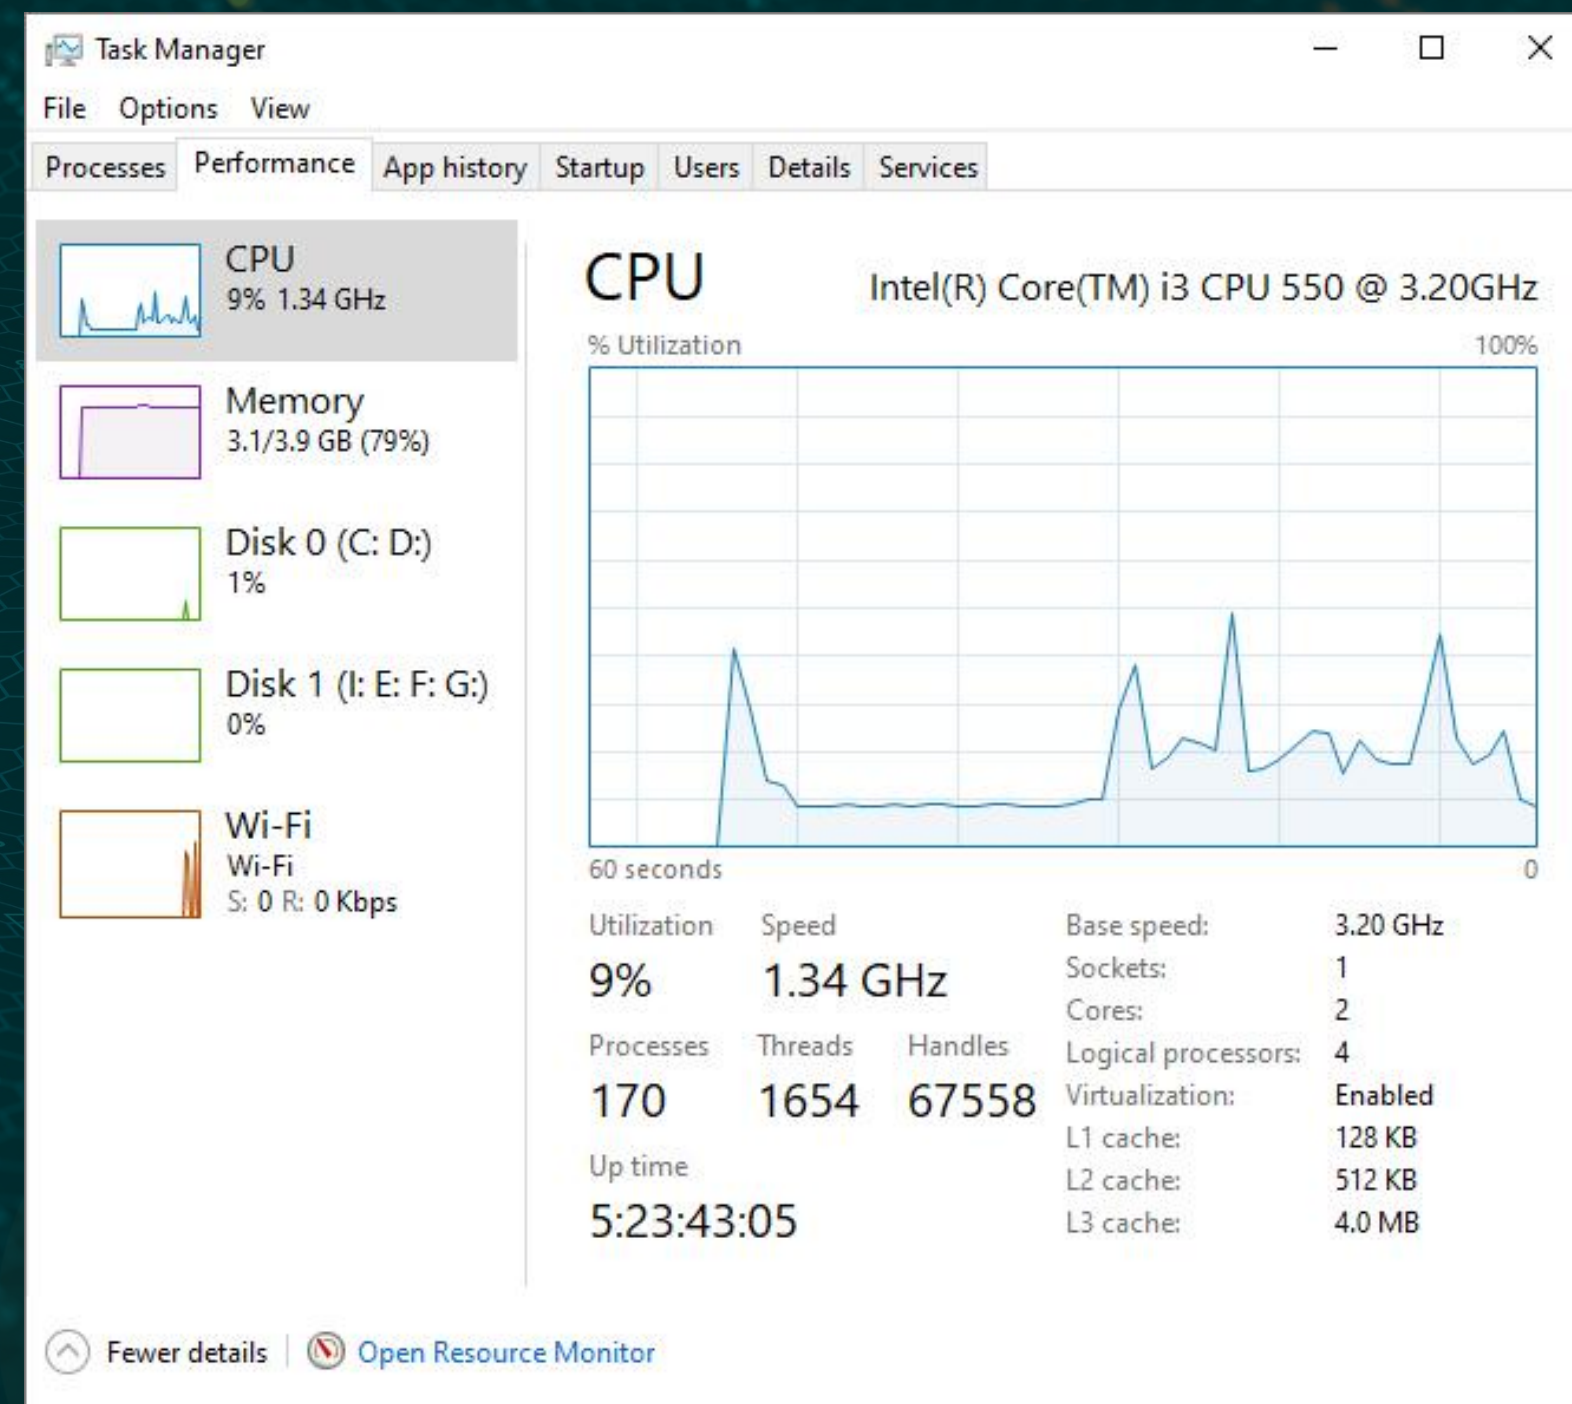 Task Manager
File Options View
Processes Performance App history Startup Users Details Services
CPU
9% 1.34 GHz
Memory
3.1/3.9 GB (79%)
Disk 0 (C: D:)
1%
Disk 1 (I: E: F: G:)
0%
Wi-Fi
Wi-Fi
S: 0 R: 0 Kbps
CPU Intel(R) Core(TM) i3 CPU 550 @ 3.20GHz
% Utilization 100%
60 seconds 0
Utilization Speed
9% 1.34 GHz
Processes Threads Handles
170 1654 67558
Up time
5:23:43:05
Base speed: 3.20 GHz
Sockets: 1
Cores: 2
Logical processors: 4
Virtualization: Enabled
L1 cache: 128 KB
L2 cache: 512 KB
L3 cache: 4.0 MB
Fewer details Open Resource Monitor